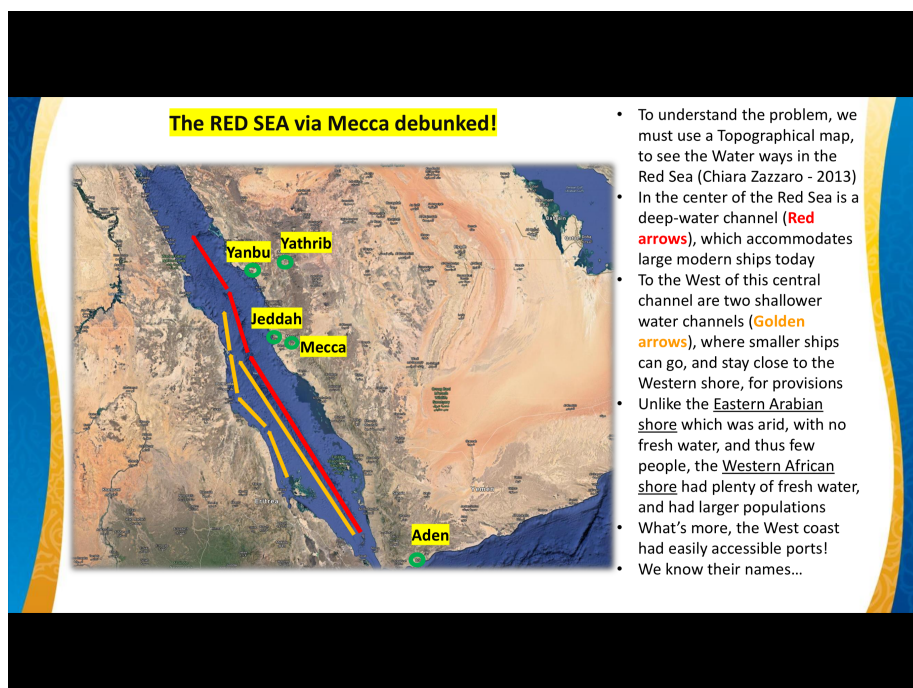 The RED SEA via Mecca debunked!
Yanbu
Yathrib
Jeddah
Mecca
Eritrea
Yemen
Aden
• To understand the problem, we
must use a Topographical map,
to see the Water ways in the
Red Sea (Chiara Zazzaro - 2013)
• In the center of the Red Sea is a
deep-water channel (Red
arrows), which accommodates
large modern ships today
• To the West of this central
channel are two shallower
water channels (Golden
arrows), where smaller ships
can go, and stay close to the
Western shore, for provisions
• Unlike the Eastern Arabian
shore which was arid, with no
fresh water, and thus few
people, the Western African
shore had plenty of fresh water,
and had larger populations
• What's more, the West coast
had easily accessible ports!
• We know their names…